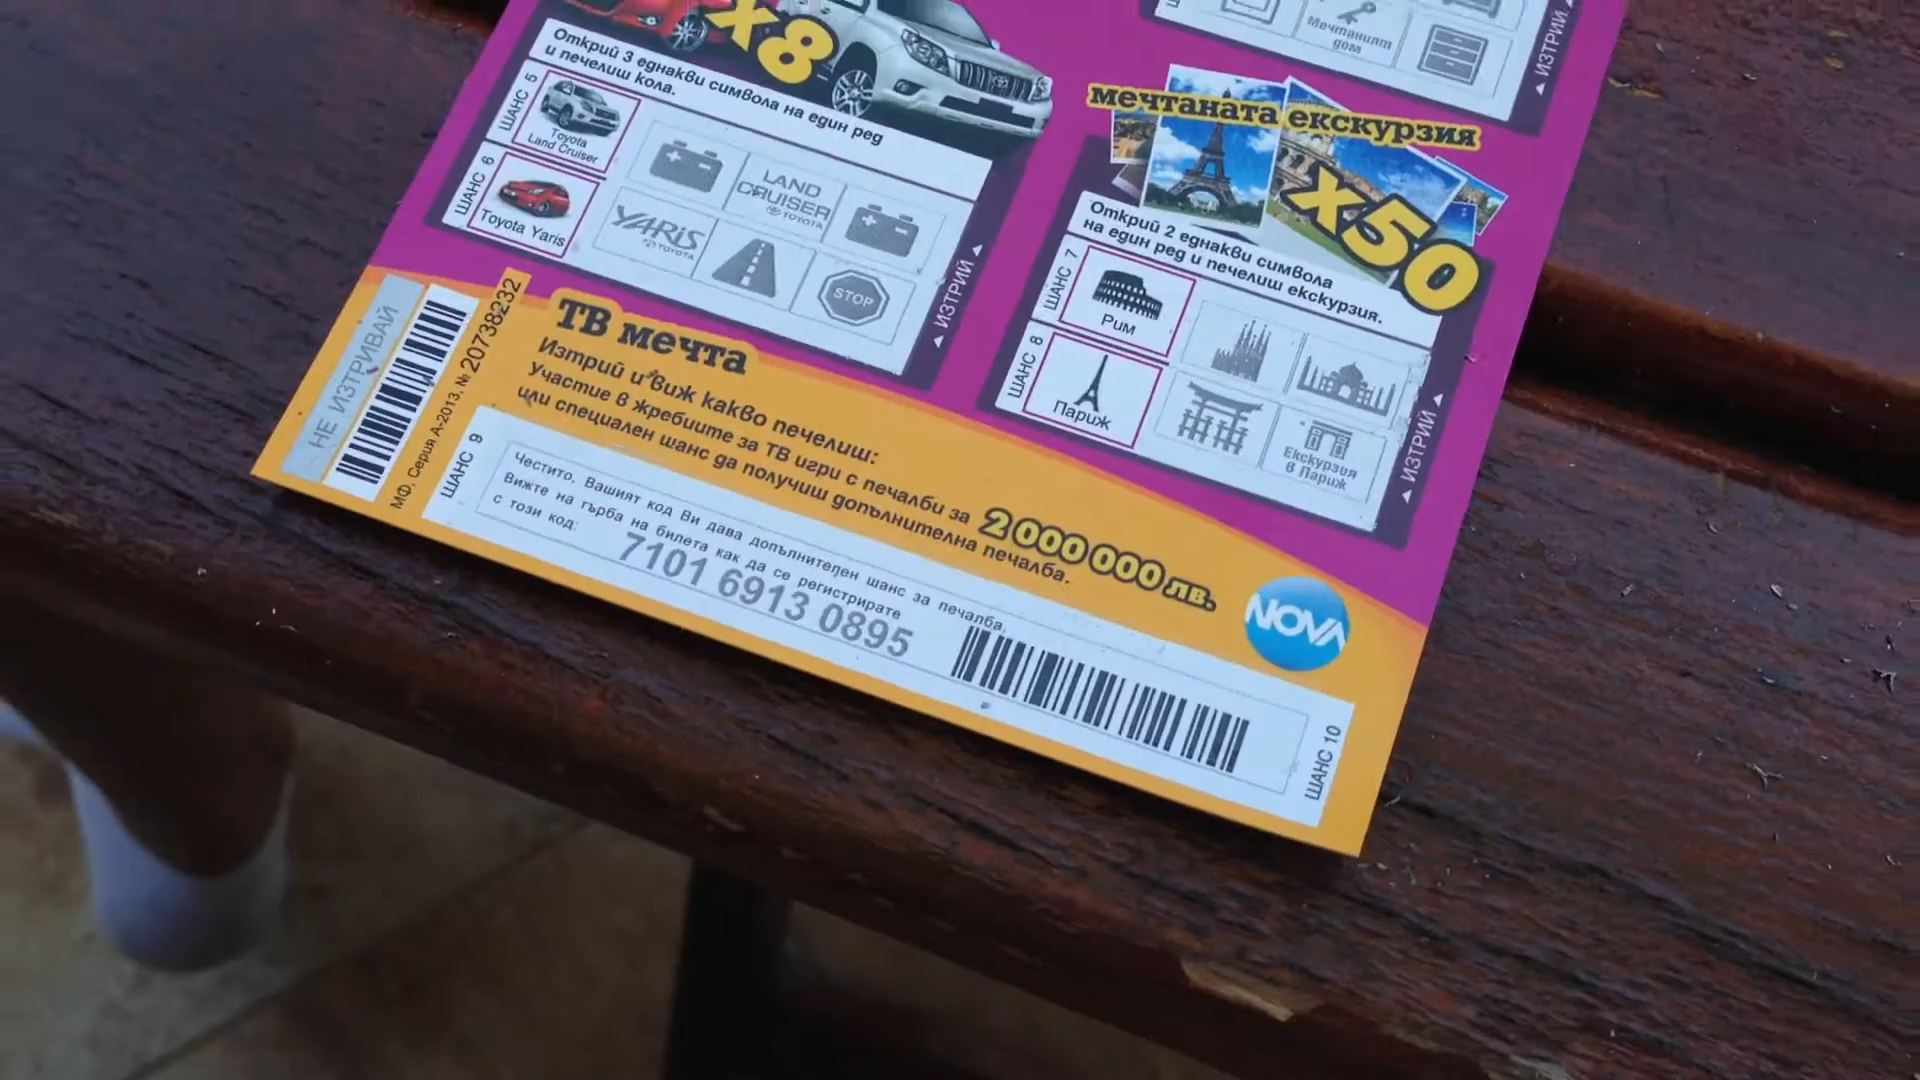 x8
Открий 3 еднакви символа на един ред
и печелиш кола.
ШАНС 5
Toyota
Land Cruiser
ШАНС 6
Toyota Yaris
LAND
CRUISER
TOYOTA
YARiS
TOYOTA
STOP
ИЗТРИЙ
Мечтаният
дом
ИЗТРИЙ
мечтаната екскурзия
x50
Открий 2 еднакви символа
на един ред и печелиш екскурзия.
ШАНС 7
Рим
ШАНС 8
Париж
Екскурзия
в Париж
ИЗТРИЙ
НЕ ИЗТРИВАЙ
МФ, Серия А-2013, № 20738232
ТВ мечта
Изтрий и виж какво печелиш:
Участие в жребиите за ТВ игри с печалби за 2 000 000 лв.
или специален шанс да получиш допълнителна печалба.
ШАНС 9
Честито, Вашият код Ви дава допълнителен шанс за печалба.
Вижте на гърба на билета как да се регистрирате
с този код:
7101 6913 0895
ШАНС 10
NOVA